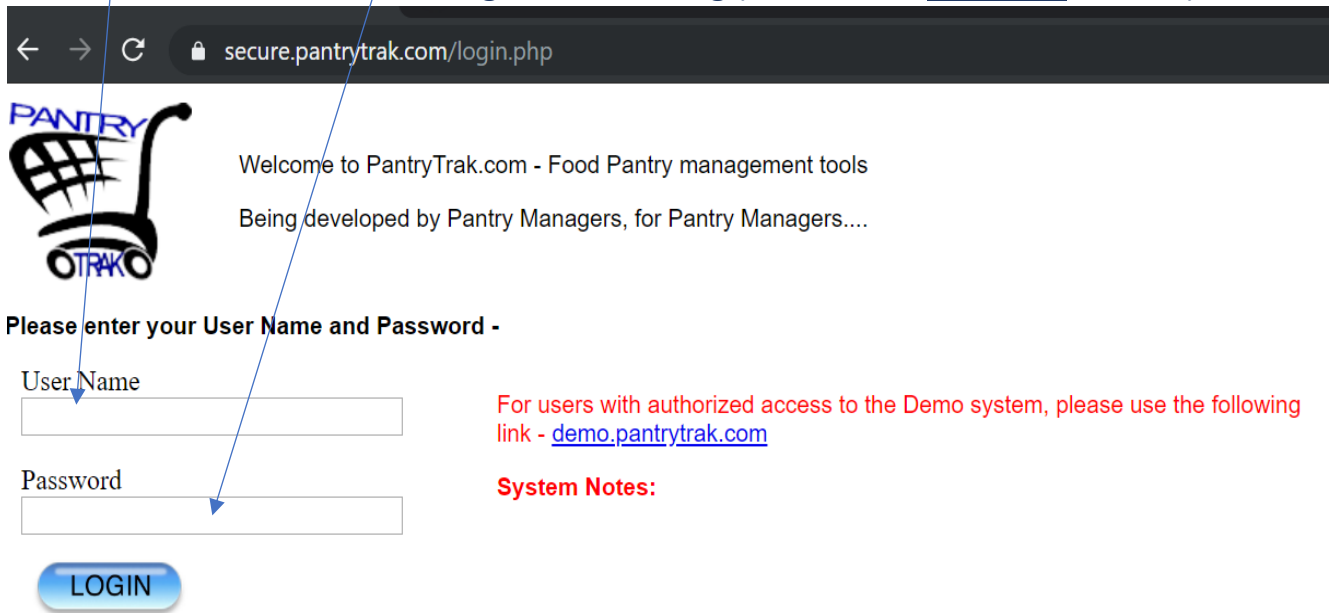 secure.pantrytrak.com/login.php
PANTRY
TRAK
Welcome to PantryTrak.com - Food Pantry management tools
Being developed by Pantry Managers, for Pantry Managers....
Please enter your User Name and Password -
User Name
For users with authorized access to the Demo system, please use the following
link - demo.pantrytrak.com
Password
System Notes:
LOGIN